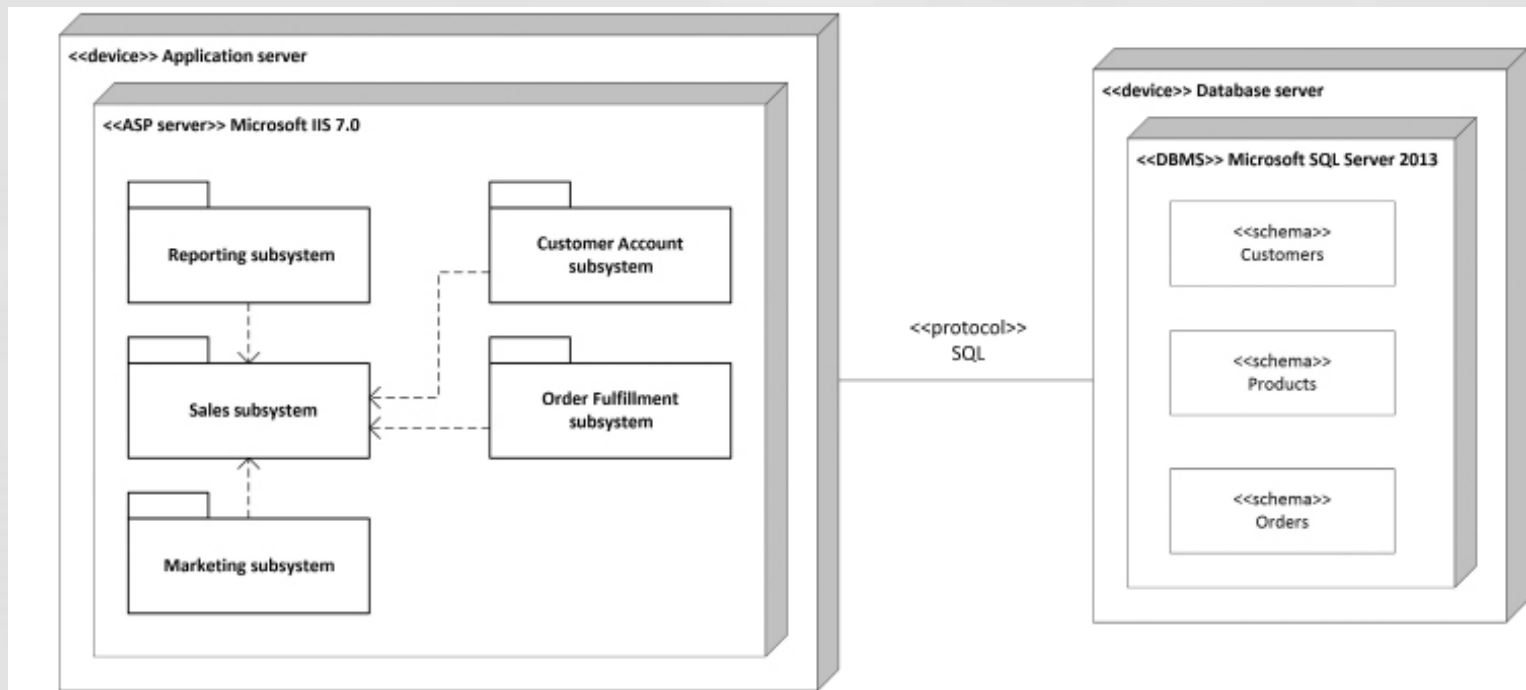 <<device>> Application server
<<ASP server>> Microsoft IIS 7.0
Reporting subsystem
Customer Account
subsystem
Sales subsystem
Order Fulfillment
subsystem
Marketing subsystem
<<protocol>>
SQL
<<device>> Database server
<<DBMS>> Microsoft SQL Server 2013
<<schema>>
Customers
<<schema>>
Products
<<schema>>
Orders